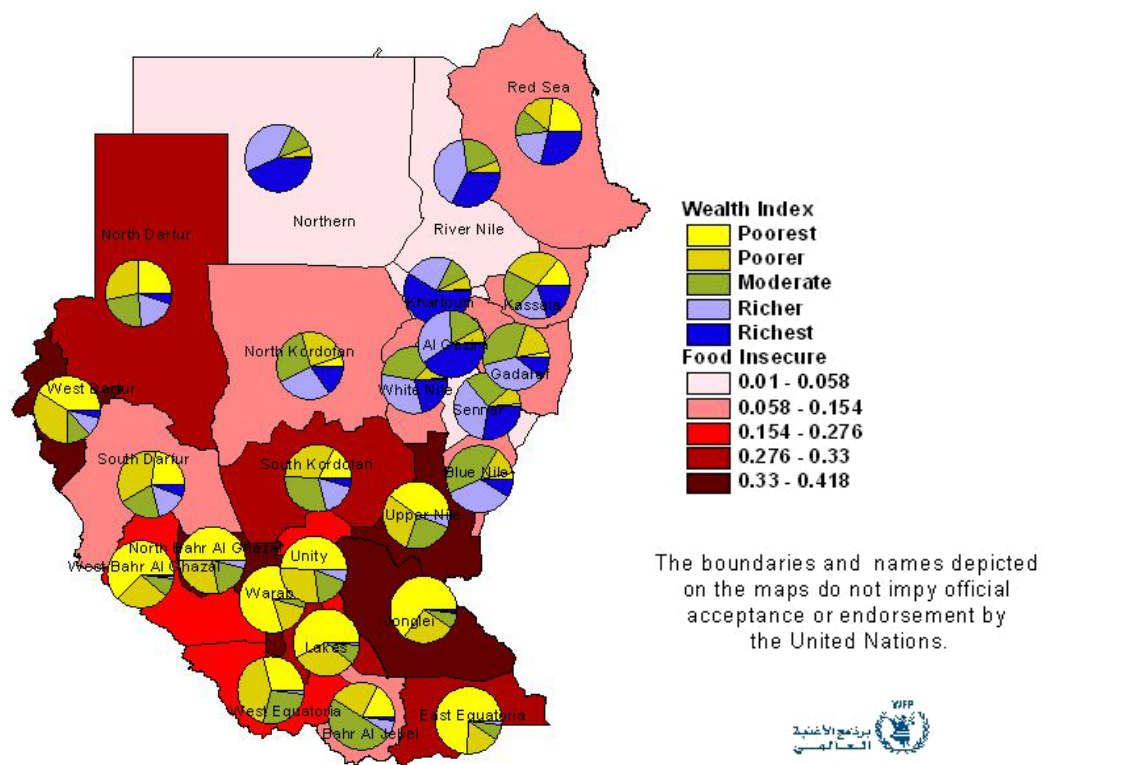 Red Sea
Northern
River Nile
North Darfur
Khartoum
Kassala
Al Gezira
North Kordofan
Gadaref
White Nile
West Darfur
Sennar
South Darfur
South Kordofan
Blue Nile
Upper Nile
North Bahr Al Ghazal
Unity
West Bahr Al Ghazal
Warab
Jonglei
Lakes
West Equatoria
East Equatoria
Bahr Al Jebel
Wealth Index
Poorest
Poorer
Moderate
Richer
Richest
Food Insecure
0.01 - 0.058
0.058 - 0.154
0.154 - 0.276
0.276 - 0.33
0.33 - 0.418
The boundaries and names depicted
on the maps do not impy official
acceptance or endorsement by
the United Nations.
WFP
برنامج الأغذية
العالمي